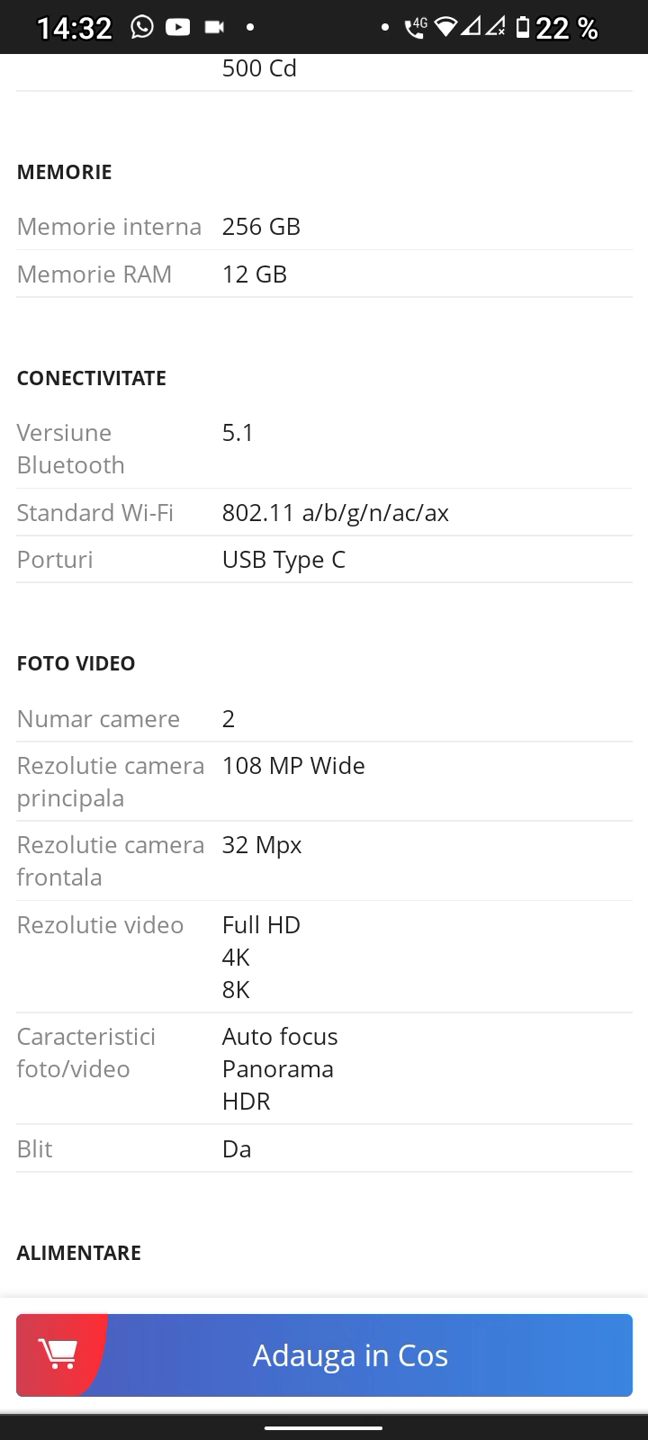 14:32 4G 22 %
500 Cd
MEMORIE
Memorie interna 256 GB
Memorie RAM 12 GB
CONECTIVITATE
Versiune 5.1
Bluetooth
Standard Wi-Fi 802.11 a/b/g/n/ac/ax
Porturi USB Type C
FOTO VIDEO
Numar camere 2
Rezolutie camera 108 MP Wide
principala
Rezolutie camera 32 Mpx
frontala
Rezolutie video Full HD
4K
8K
Caracteristici Auto focus
foto/video Panorama
HDR
Blit Da
ALIMENTARE
Adauga in Cos